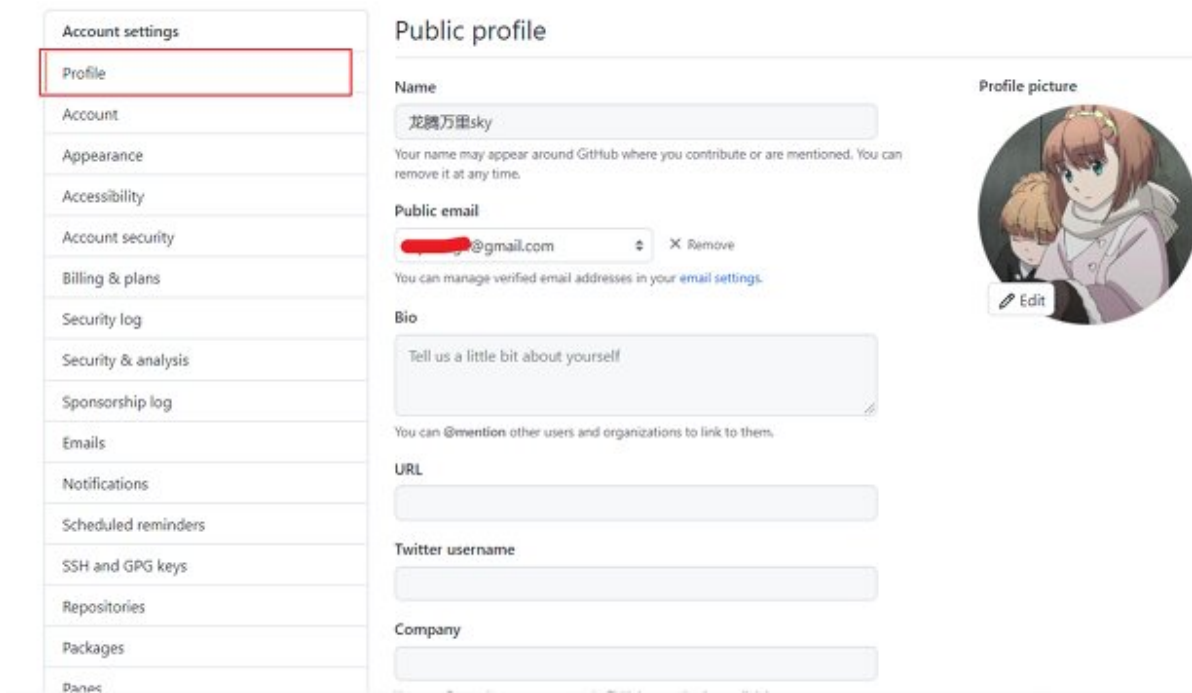 Account settings
Profile
Account
Appearance
Accessibility
Account security
Billing & plans
Security log
Security & analysis
Sponsorship log
Emails
Notifications
Scheduled reminders
SSH and GPG keys
Repositories
Packages
Pages
Public profile
Name
龙腾万里sky
Your name may appear around GitHub where you contribute or are mentioned. You can
remove it at any time.
Public email
@gmail.com
Remove
You can manage verified email addresses in your email settings.
Bio
Tell us a little bit about yourself
You can @mention other users and organizations to link to them.
URL
Twitter username
Company
Profile picture
Edit